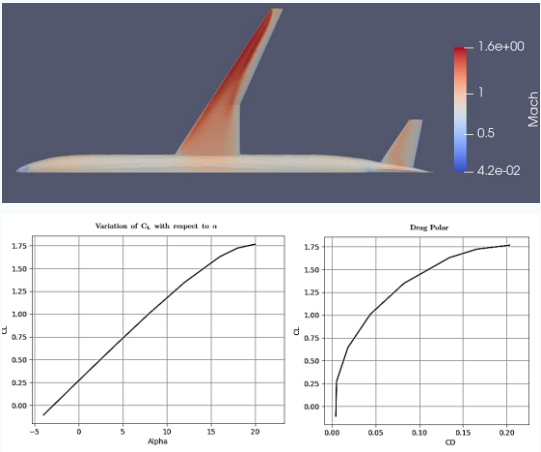 1.6e+00
1
0.5
4.2e-02
Mach
Variation of CL with respect to α
1.75
1.50
1.25
1.00
0.75
0.50
0.25
0.00
CL
−5 0 5 10 15 20
Alpha
Drag Polar
1.75
1.50
1.25
1.00
0.75
0.50
0.25
0.00
CL
0.00 0.05 0.10 0.15 0.20
CD